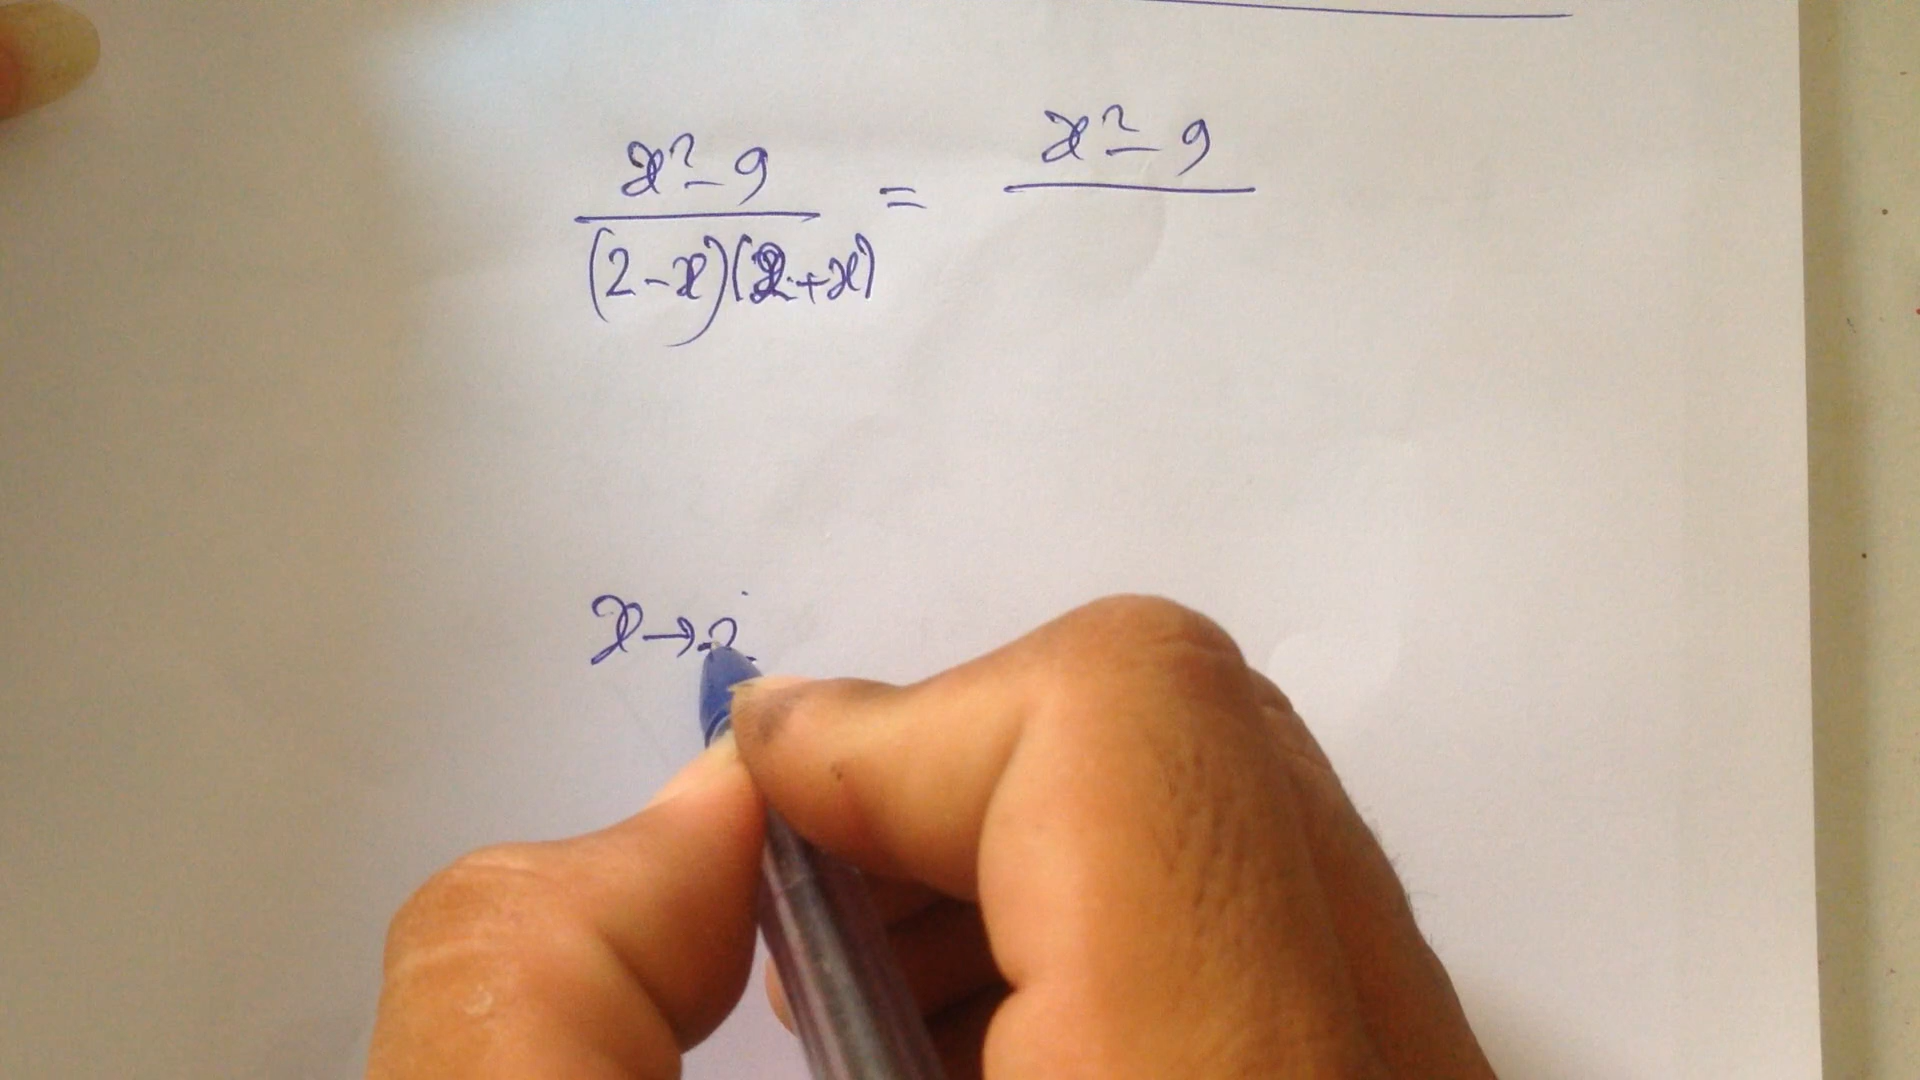 x² - 9 / (2 - x)(2 + x) = x² - 9 /
x → 2